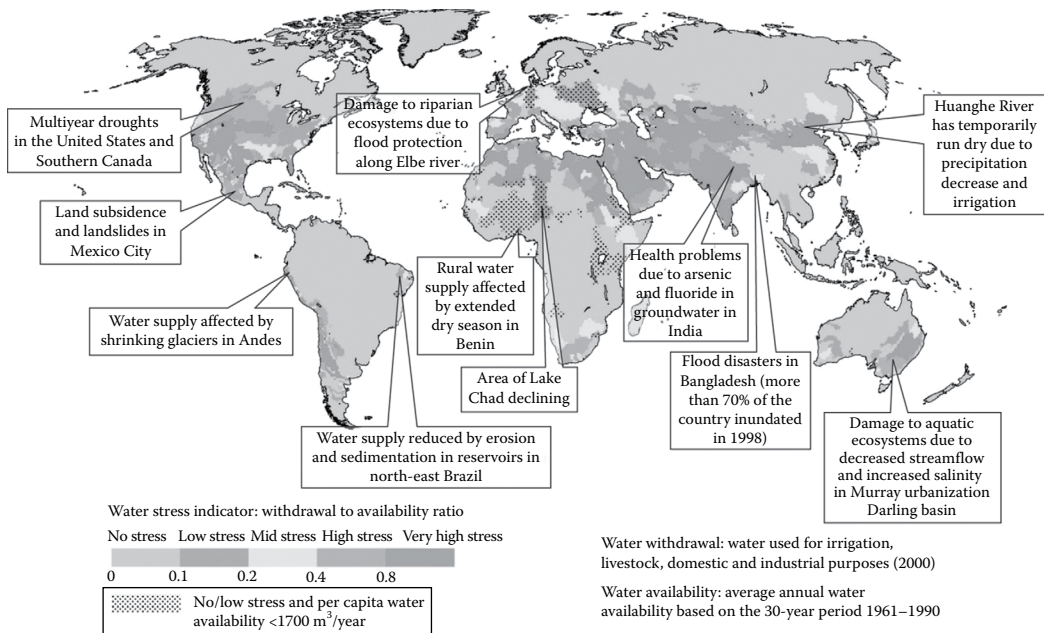 Multiyear droughts
in the United States and
Southern Canada
Damage to riparian
ecosystems due to
flood protection
along Elbe river
Huanghe River
has temporarily
run dry due to
precipitation
decrease and
irrigation
Land subsidence
and landslides in
Mexico City
Water supply affected by
shrinking glaciers in Andes
Rural water
supply affected
by extended
dry season in
Benin
Health problems
due to arsenic
and fluoride in
groundwater in
India
Area of Lake
Chad declining
Flood disasters in
Bangladesh (more
than 70% of the
country inundated
in 1998)
Water supply reduced by erosion
and sedimentation in reservoirs in
north-east Brazil
Damage to aquatic
ecosystems due to
decreased streamflow
and increased salinity
in Murray urbanization
Darling basin
Water stress indicator: withdrawal to availability ratio
No stress Low stress Mid stress High stress Very high stress
0 0.1 0.2 0.4 0.8
No/low stress and per capita water
availability <1700 m³/year
Water withdrawal: water used for irrigation,
livestock, domestic and industrial purposes (2000)
Water availability: average annual water
availability based on the 30-year period 1961–1990